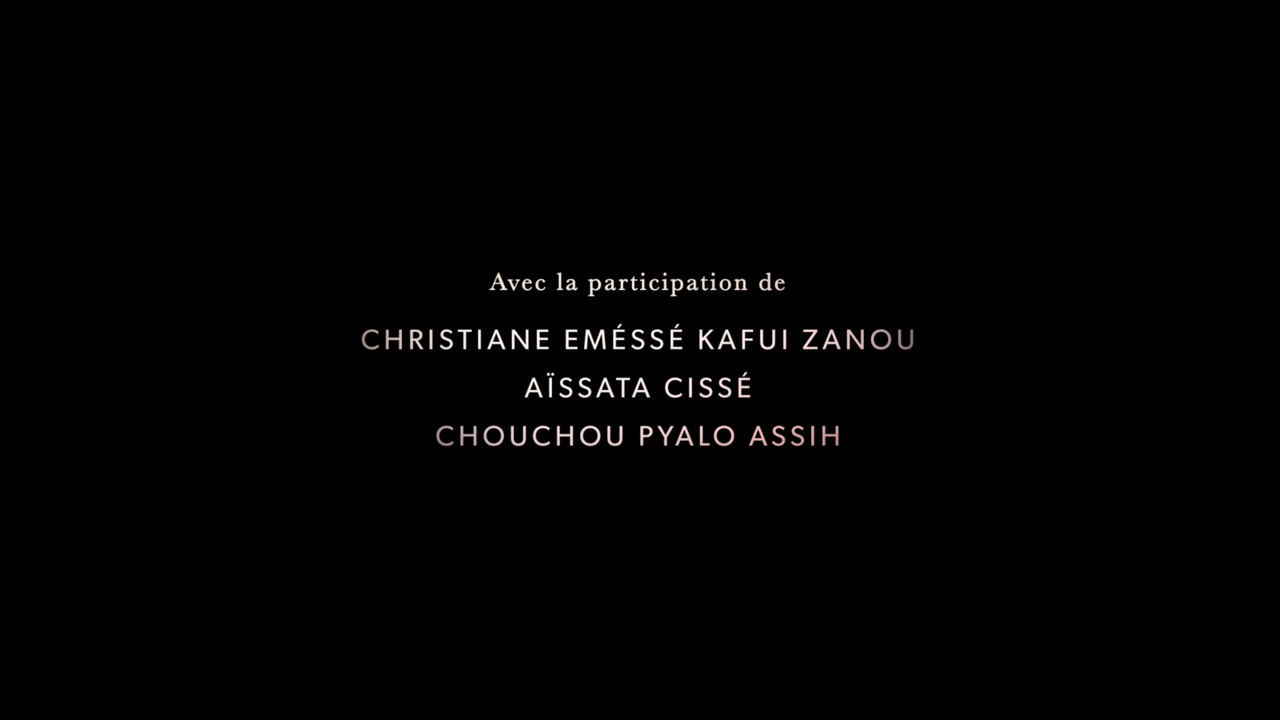 Avec la participation de
CHRISTIANE EMÉSSÉ KAFUI ZANOU
AÏSSATA CISSÉ
CHOUCHOU PYALO ASSIH